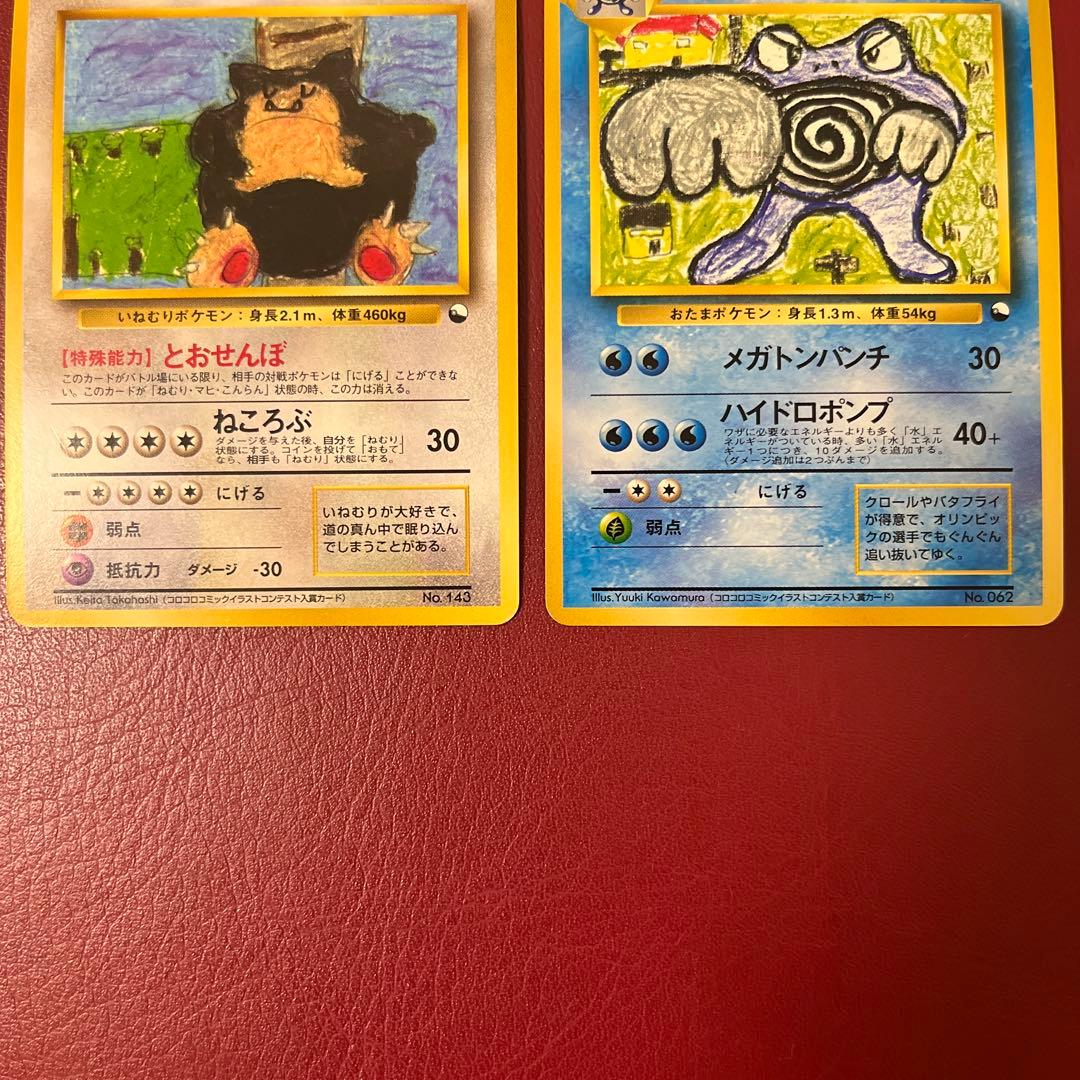 いねむりポケモン：身長2.1m、体重460kg
【特殊能力】とおせんぼ
このカードがバトル場にいる限り、相手の対戦ポケモンは「にげる」ことができな
い。このカードが「ねむり・マヒ・こんらん」状態の時、この力は消える。
ねころぶ
ダメージを与えた後、自分を「ねむり」
状態にする。コインを投げて「おもて」
なら、相手も「ねむり」状態にする。
30
にげる
弱点
抵抗力 ダメージ -30
いねむりが大好きで、
道の真ん中で眠り込ん
でしまうことがある。
Illus.Keita Takahashi（コロコロコミックイラストコンテスト入賞カード） No.143
おたまポケモン：身長1.3m、体重54kg
メガトンパンチ 30
ハイドロポンプ
ワザに必要なエネルギーよりも多く「水」エ
ネルギーがついている時、多い「水」エネル
ギー1つにつき、10ダメージを追加する。
（ダメージ追加は2つぶんまで）
40+
にげる
弱点
クロールやバタフライ
が得意で、オリンピッ
クの選手でもぐんぐん
追い抜いてゆく。
Illus.Yuuki Kawamura（コロコロコミックイラストコンテスト入賞カード） No.062